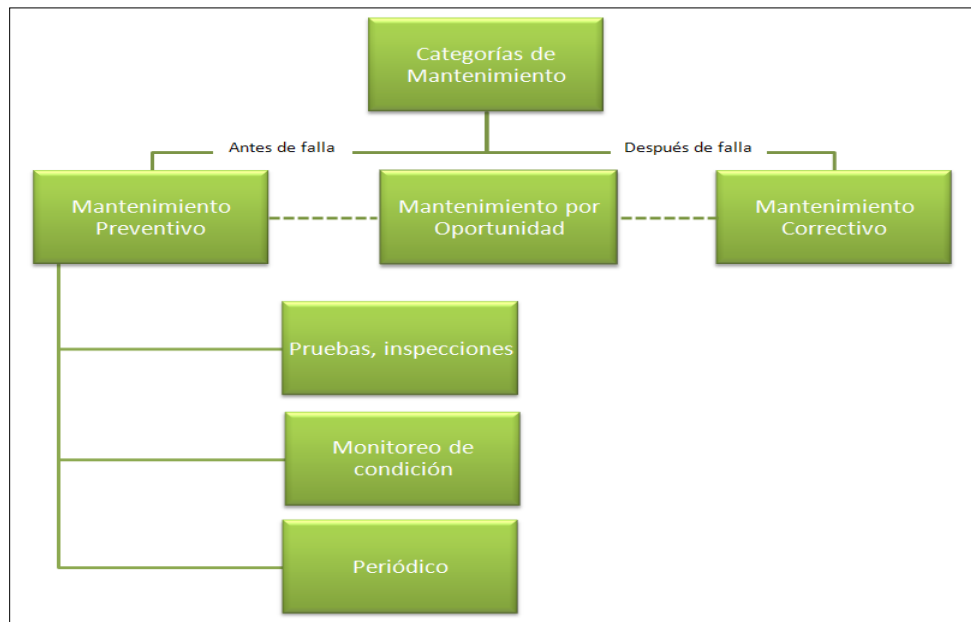 Categorías de
Mantenimiento
Antes de falla
Después de falla
Mantenimiento
Preventivo
Mantenimiento por
Oportunidad
Mantenimiento
Correctivo
Pruebas, inspecciones
Monitoreo de
condición
Periódico